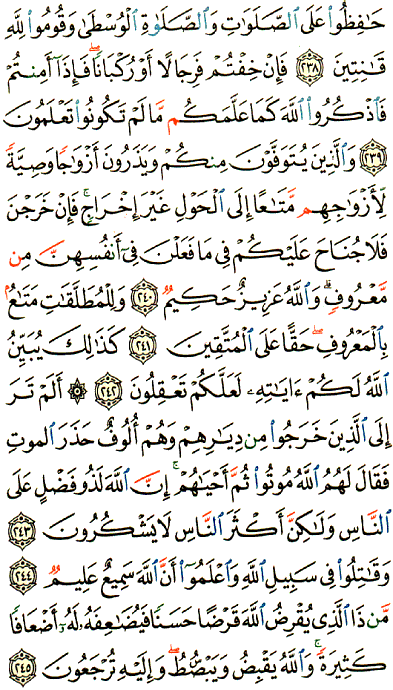 حَٰفِظُوا۟ عَلَى ٱلصَّلَوَٰتِ وَٱلصَّلَوٰةِ ٱلْوُسْطَىٰ وَقُومُوا۟ لِلَّهِ
قَٰنِتِينَ ٢٣٨ فَإِنْ خِفْتُمْ فَرِجَالًا أَوْ رُكْبَانًا ۖ فَإِذَآ أَمِنتُمْ
فَٱذْكُرُوا۟ ٱللَّهَ كَمَا عَلَّمَكُم مَّا لَمْ تَكُونُوا۟ تَعْلَمُونَ
٢٣٩ وَٱلَّذِينَ يُتَوَفَّوْنَ مِنكُمْ وَيَذَرُونَ أَزْوَٰجًا وَصِيَّةً
لِّأَزْوَٰجِهِم مَّتَٰعًا إِلَى ٱلْحَوْلِ غَيْرَ إِخْرَاجٍ ۚ فَإِنْ خَرَجْنَ
فَلَا جُنَاحَ عَلَيْكُمْ فِى مَا فَعَلْنَ فِىٓ أَنفُسِهِنَّ مِن
مَّعْرُوفٍ ۗ وَٱللَّهُ عَزِيزٌ حَكِيمٌ ٢٤٠ وَلِلْمُطَلَّقَٰتِ مَتَٰعٌۢ
بِٱلْمَعْرُوفِ ۖ حَقًّا عَلَى ٱلْمُتَّقِينَ ٢٤١ كَذَٰلِكَ يُبَيِّنُ
ٱللَّهُ لَكُمْ ءَايَٰتِهِۦ لَعَلَّكُمْ تَعْقِلُونَ ٢٤٢ ۞ أَلَمْ تَرَ
إِلَى ٱلَّذِينَ خَرَجُوا۟ مِن دِيَٰرِهِمْ وَهُمْ أُلُوفٌ حَذَرَ ٱلْمَوْتِ
فَقَالَ لَهُمُ ٱللَّهُ مُوتُوا۟ ثُمَّ أَحْيَٰهُمْ ۚ إِنَّ ٱللَّهَ لَذُو فَضْلٍ عَلَى
ٱلنَّاسِ وَلَٰكِنَّ أَكْثَرَ ٱلنَّاسِ لَا يَشْكُرُونَ ٢٤٣
وَقَٰتِلُوا۟ فِى سَبِيلِ ٱللَّهِ وَٱعْلَمُوٓا۟ أَنَّ ٱللَّهَ سَمِيعٌ عَلِيمٌ ٢٤٤
مَّن ذَا ٱلَّذِى يُقْرِضُ ٱللَّهَ قَرْضًا حَسَنًا فَيُضَٰعِفَهُۥ لَهُۥٓ أَضْعَافًا
كَثِيرَةً ۚ وَٱللَّهُ يَقْبِضُ وَيَبْصُۜطُ ۖ وَإِلَيْهِ تُرْجَعُونَ ٢٤٥